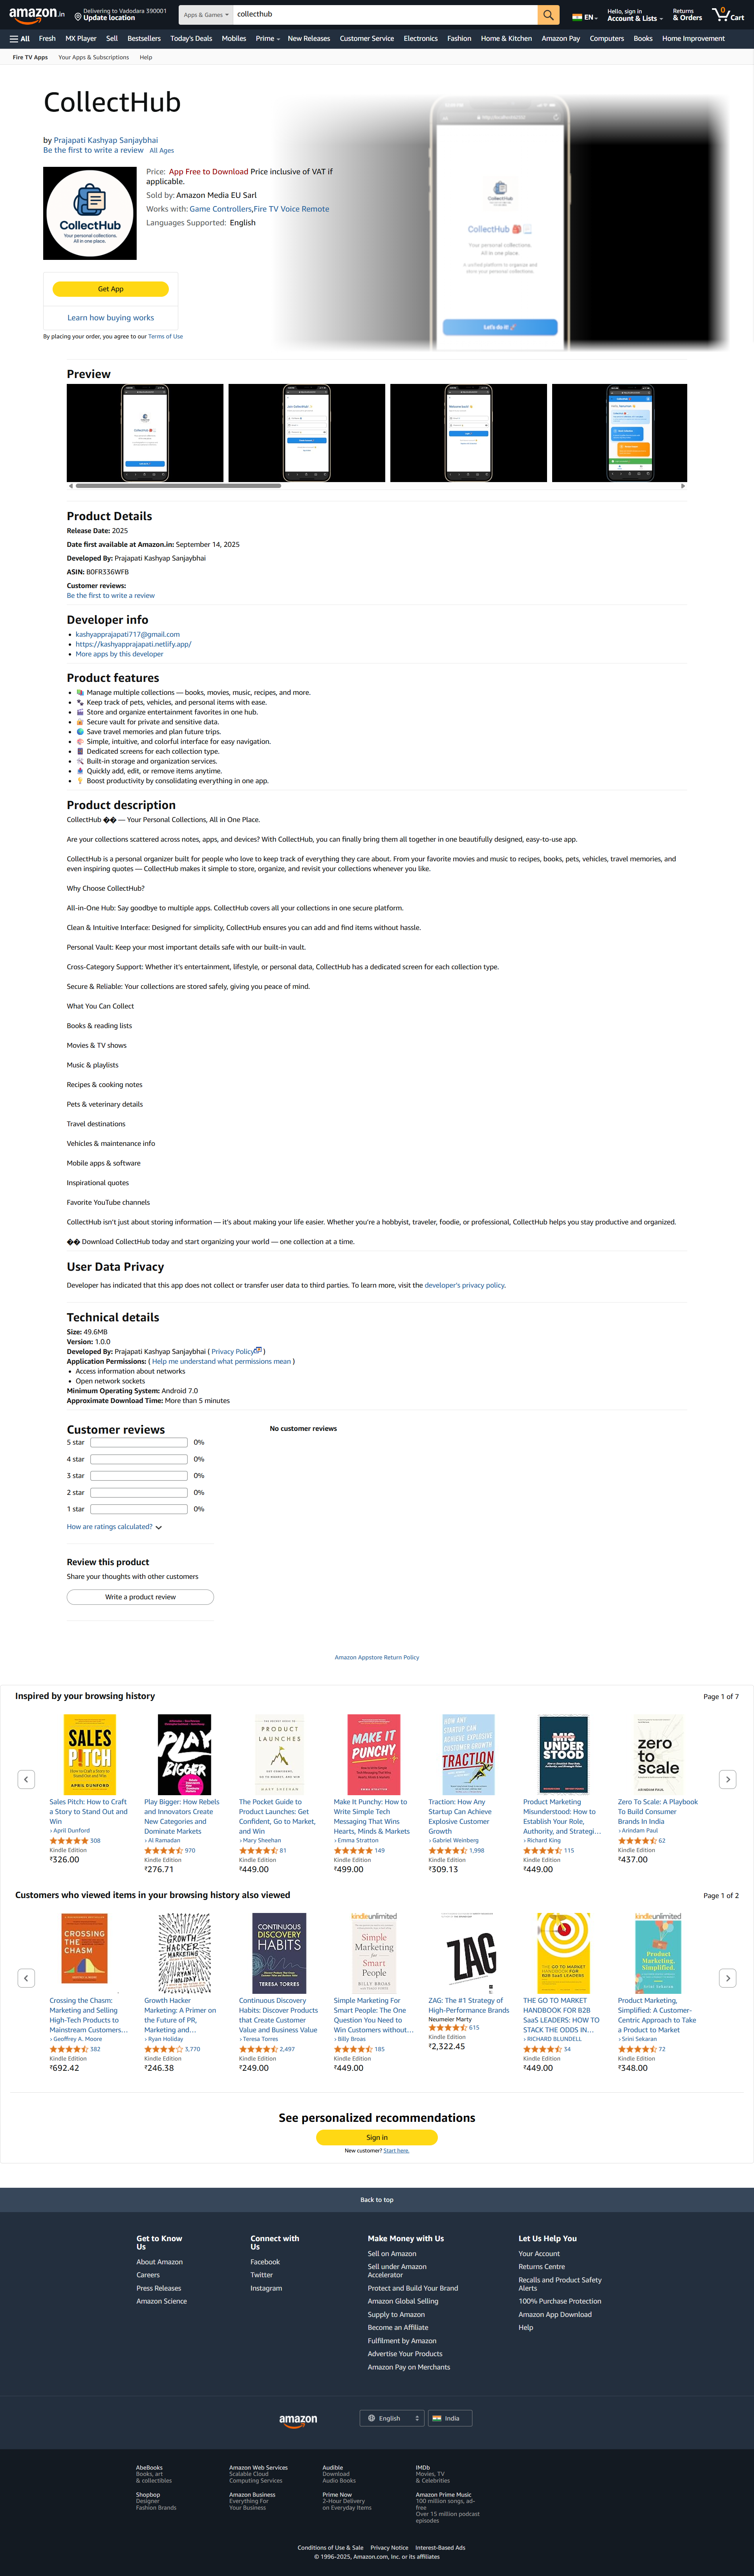 amazon.in
Delivering to Vadodara 390001
Update location
Apps & Games
collecthub
EN
Hello, sign in
Account & Lists
Returns
& Orders
0
Cart
All
Fresh
MX Player
Sell
Bestsellers
Today's Deals
Mobiles
Prime
New Releases
Customer Service
Electronics
Fashion
Home & Kitchen
Amazon Pay
Computers
Books
Home Improvement
Fire TV Apps
Your Apps & Subscriptions
Help
CollectHub
by Prajapati Kashyap Sanjaybhai
Be the first to write a review All Ages
CollectHub
Your personal collections.
All in one place.
Price: App Free to Download Price inclusive of VAT if
applicable.
Sold by: Amazon Media EU Sarl
Works with: Game Controllers,Fire TV Voice Remote
Languages Supported: English
Get App
Learn how buying works
By placing your order, you agree to our Terms of Use
CollectHub
CollectHub
Your personal collections.
All in one place.
A unified platform to organize and
store your personal collections.
Let's do it!
Preview
Product Details
Release Date: 2025
Date first available at Amazon.in: September 14, 2025
Developed By: Prajapati Kashyap Sanjaybhai
ASIN: B0FR336WFB
Customer reviews:
Be the first to write a review
Developer info
kashyapprajapati717@gmail.com
https://kashyapprajapati.netlify.app/
More apps by this developer
Product features
📚 Manage multiple collections — books, movies, music, recipes, and more.
🐾 Keep track of pets, vehicles, and personal items with ease.
🎬 Store and organize entertainment favorites in one hub.
🔐 Secure vault for private and sensitive data.
🌍 Save travel memories and plan future trips.
🎨 Simple, intuitive, and colorful interface for easy navigation.
📱 Dedicated screens for each collection type.
🛠 Built-in storage and organization services.
📤 Quickly add, edit, or remove items anytime.
💡 Boost productivity by consolidating everything in one app.
Product description
CollectHub �� — Your Personal Collections, All in One Place.
Are your collections scattered across notes, apps, and devices? With CollectHub, you can finally bring them all together in one beautifully designed, easy-to-use app.
CollectHub is a personal organizer built for people who love to keep track of everything they care about. From your favorite movies and music to recipes, books, pets, vehicles, travel memories, and
even inspiring quotes — CollectHub makes it simple to store, organize, and revisit your collections whenever you like.
Why Choose CollectHub?
All-in-One Hub: Say goodbye to multiple apps. CollectHub covers all your collections in one secure platform.
Clean & Intuitive Interface: Designed for simplicity, CollectHub ensures you can add and find items without hassle.
Personal Vault: Keep your most important details safe with our built-in vault.
Cross-Category Support: Whether it's entertainment, lifestyle, or personal data, CollectHub has a dedicated screen for each collection type.
Secure & Reliable: Your collections are stored safely, giving you peace of mind.
What You Can Collect
Books & reading lists
Movies & TV shows
Music & playlists
Recipes & cooking notes
Pets & veterinary details
Travel destinations
Vehicles & maintenance info
Mobile apps & software
Inspirational quotes
Favorite YouTube channels
CollectHub isn't just about storing information — it's about making your life easier. Whether you're a hobbyist, traveler, foodie, or professional, CollectHub helps you stay productive and organized.
�� Download CollectHub today and start organizing your world — one collection at a time.
User Data Privacy
Developer has indicated that this app does not collect or transfer user data to third parties. To learn more, visit the developer's privacy policy.
Technical details
Size: 49.6MB
Version: 1.0.0
Developed By: Prajapati Kashyap Sanjaybhai ( Privacy Policy )
Application Permissions: ( Help me understand what permissions mean )
Access information about networks
Open network sockets
Minimum Operating System: Android 7.0
Approximate Download Time: More than 5 minutes
Customer reviews
No customer reviews
5 star 0%
4 star 0%
3 star 0%
2 star 0%
1 star 0%
How are ratings calculated?
Review this product
Share your thoughts with other customers
Write a product review
Amazon Appstore Return Policy
Inspired by your browsing history
Page 1 of 7
Sales Pitch: How to Craft
a Story to Stand Out and
Win
› April Dunford
308
Kindle Edition
₹326.00
Play Bigger: How Rebels
and Innovators Create
New Categories and
Dominate Markets
› Al Ramadan
970
Kindle Edition
₹276.71
The Pocket Guide to
Product Launches: Get
Confident, Go to Market,
and Win
› Mary Sheehan
81
Kindle Edition
₹449.00
Make It Punchy: How to
Write Simple Tech
Messaging That Wins
Hearts, Minds & Markets
› Emma Stratton
149
Kindle Edition
₹499.00
Traction: How Any
Startup Can Achieve
Explosive Customer
Growth
› Gabriel Weinberg
1,998
Kindle Edition
₹309.13
Product Marketing
Misunderstood: How to
Establish Your Role,
Authority, and Strategi…
› Richard King
115
Kindle Edition
₹449.00
Zero To Scale: A Playbook
To Build Consumer
Brands In India
› Arindam Paul
62
Kindle Edition
₹437.00
Customers who viewed items in your browsing history also viewed
Page 1 of 2
Crossing the Chasm:
Marketing and Selling
High-Tech Products to
Mainstream Customers…
› Geoffrey A. Moore
382
Kindle Edition
₹692.42
Growth Hacker
Marketing: A Primer on
the Future of PR,
Marketing and…
› Ryan Holiday
3,770
Kindle Edition
₹246.38
Continuous Discovery
Habits: Discover Products
that Create Customer
Value and Business Value
› Teresa Torres
2,497
Kindle Edition
₹249.00
Simple Marketing For
Smart People: The One
Question You Need to
Win Customers without…
› Billy Broas
185
Kindle Edition
₹449.00
ZAG: The #1 Strategy of
High-Performance Brands
Neumeier Marty
615
Kindle Edition
₹2,322.45
THE GO TO MARKET
HANDBOOK FOR B2B
SaaS LEADERS: HOW TO
STACK THE ODDS IN…
› RICHARD BLUNDELL
34
Kindle Edition
₹449.00
Product Marketing,
Simplified: A Customer-
Centric Approach to Take
a Product to Market
› Srini Sekaran
72
Kindle Edition
₹348.00
See personalized recommendations
Sign in
New customer? Start here.
Back to top
Get to Know
Us
About Amazon
Careers
Press Releases
Amazon Science
Connect with
Us
Facebook
Twitter
Instagram
Make Money with Us
Sell on Amazon
Sell under Amazon
Accelerator
Protect and Build Your Brand
Amazon Global Selling
Supply to Amazon
Become an Affiliate
Fulfilment by Amazon
Advertise Your Products
Amazon Pay on Merchants
Let Us Help You
Your Account
Returns Centre
Recalls and Product Safety
Alerts
100% Purchase Protection
Amazon App Download
Help
amazon
English
India
AbeBooks
Books, art
& collectibles
Amazon Web Services
Scalable Cloud
Computing Services
Audible
Download
Audio Books
IMDb
Movies, TV
& Celebrities
Shopbop
Designer
Fashion Brands
Amazon Business
Everything For
Your Business
Prime Now
2-Hour Delivery
on Everyday Items
Amazon Prime Music
100 million songs, ad-
free
Over 15 million podcast
episodes
Conditions of Use & Sale
Privacy Notice
Interest-Based Ads
© 1996-2025, Amazon.com, Inc. or its affiliates